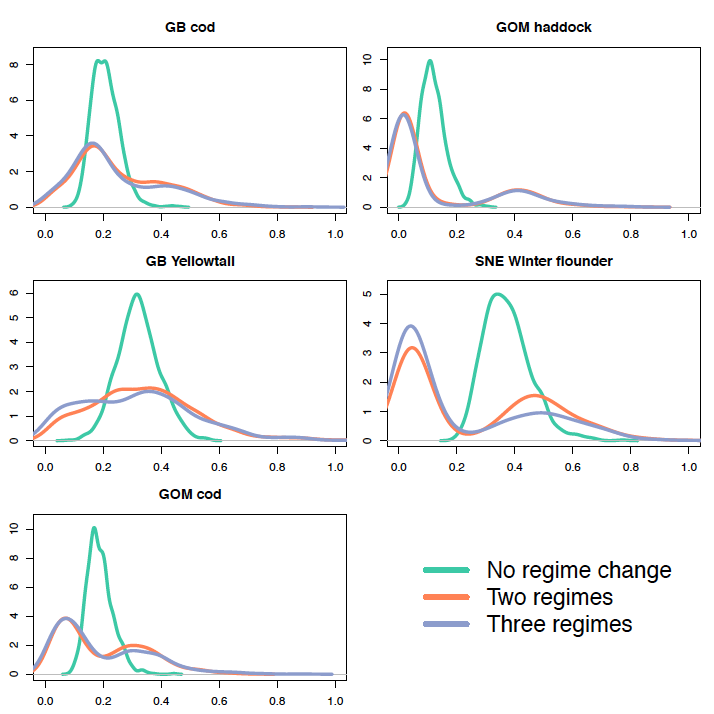 GB cod
8
6
4
2
0
0.0 0.2 0.4 0.6 0.8 1.0
GOM haddock
10
8
6
4
2
0
0.0 0.2 0.4 0.6 0.8 1.0
GB Yellowtail
6
5
4
3
2
1
0
0.0 0.2 0.4 0.6 0.8 1.0
SNE Winter flounder
5
4
3
2
1
0
0.0 0.2 0.4 0.6 0.8 1.0
GOM cod
10
8
6
4
2
0
0.0 0.2 0.4 0.6 0.8 1.0
No regime change
Two regimes
Three regimes